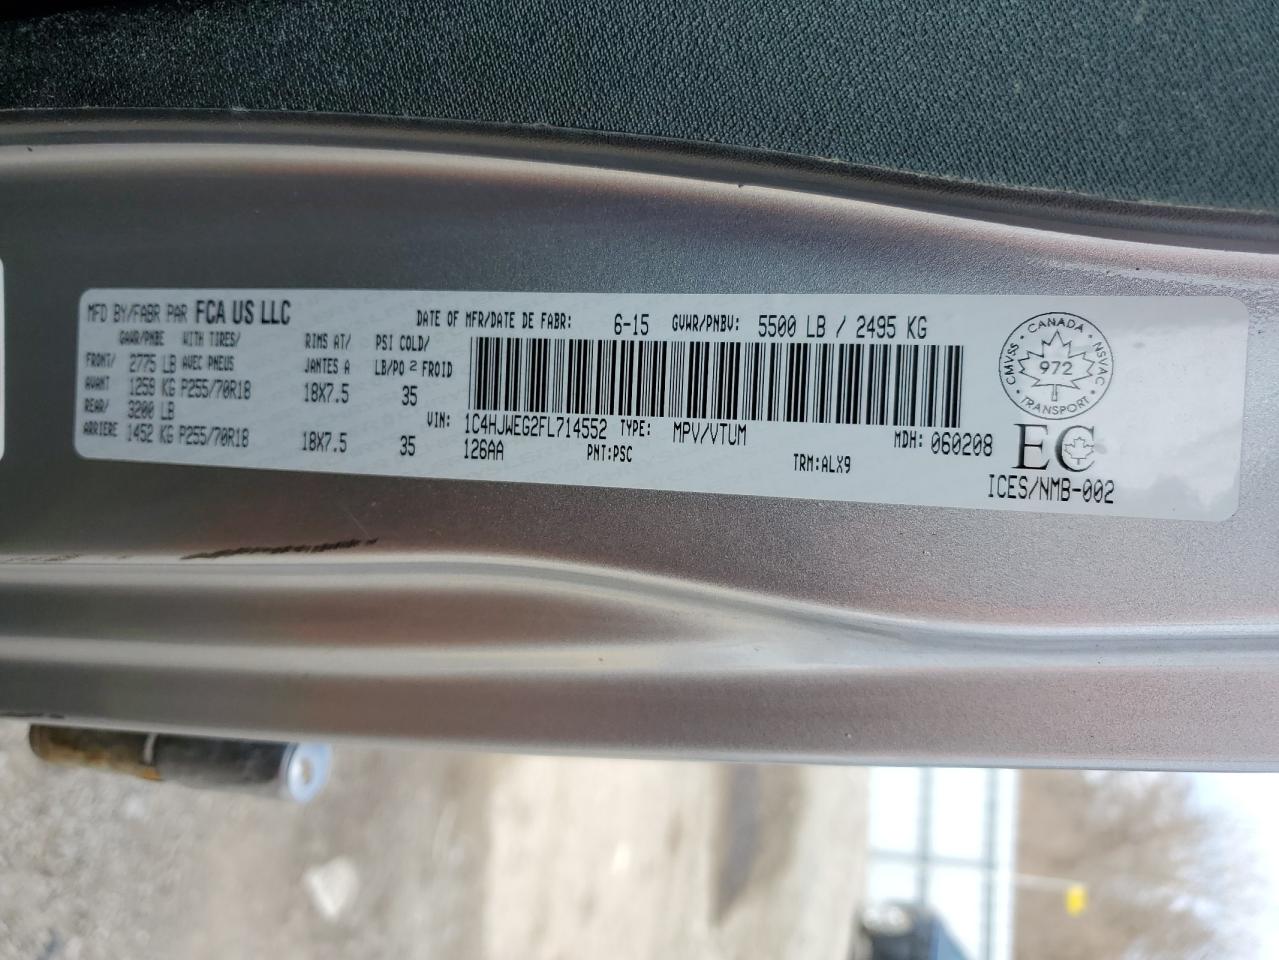 MFD BY/FABR PAR FCA US LLC
DATE OF MFR/DATE DE FABR: 6-15 GVWR/PNBV: 5500 LB / 2495 KG
GAWR/PNBE WITH TIRES/ RIMS AT/ PSI COLD/
FRONT/ 2775 LB AVEC PNEUS JANTES A LB/PO 2 FROID
AVANT 1259 KG P255/70R18 18X7.5 35
REAR/ 3200 LB
ARRIERE 1452 KG P255/70R18 18X7.5 35
VIN: 1C4HJWEG2FL714552 TYPE: MPV/VTUM MDH: 060208
126AA PNT:PSC TRM:ALX9
CANADA
CMVSS 972 NSVAC
TRANSPORT
EC
ICES/NMB-002